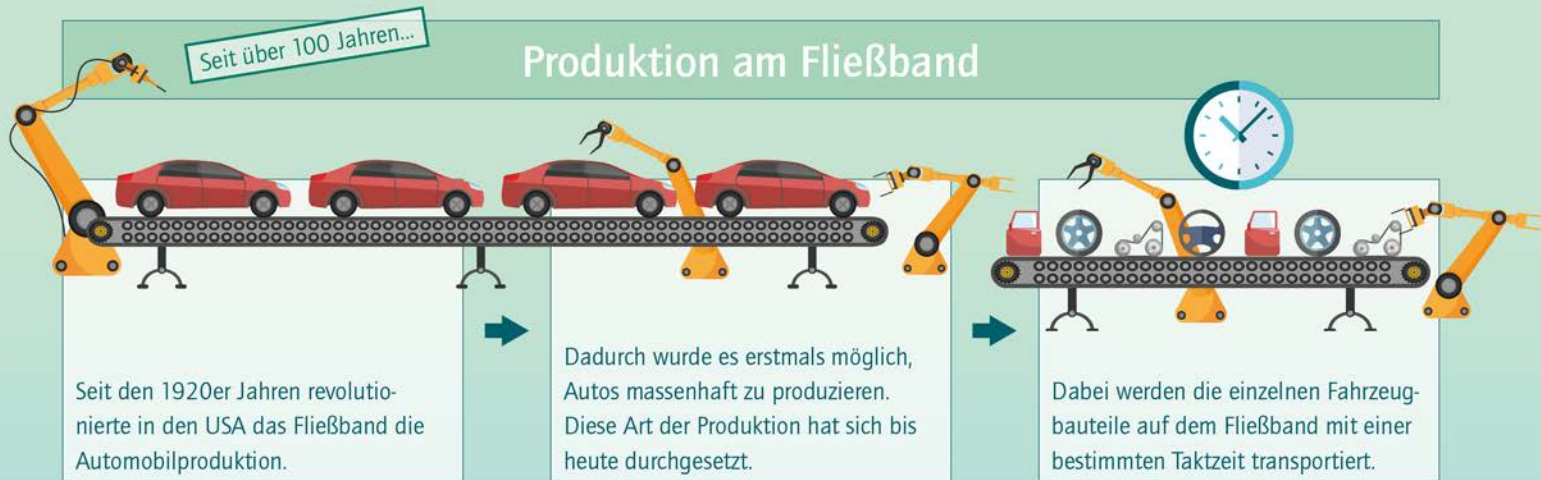 Seit über 100 Jahren...
Produktion am Fließband
Seit den 1920er Jahren revolutio-
nierte in den USA das Fließband die
Automobilproduktion.
Dadurch wurde es erstmals möglich,
Autos massenhaft zu produzieren.
Diese Art der Produktion hat sich bis
heute durchgesetzt.
Dabei werden die einzelnen Fahrzeug-
bauteile auf dem Fließband mit einer
bestimmten Taktzeit transportiert.